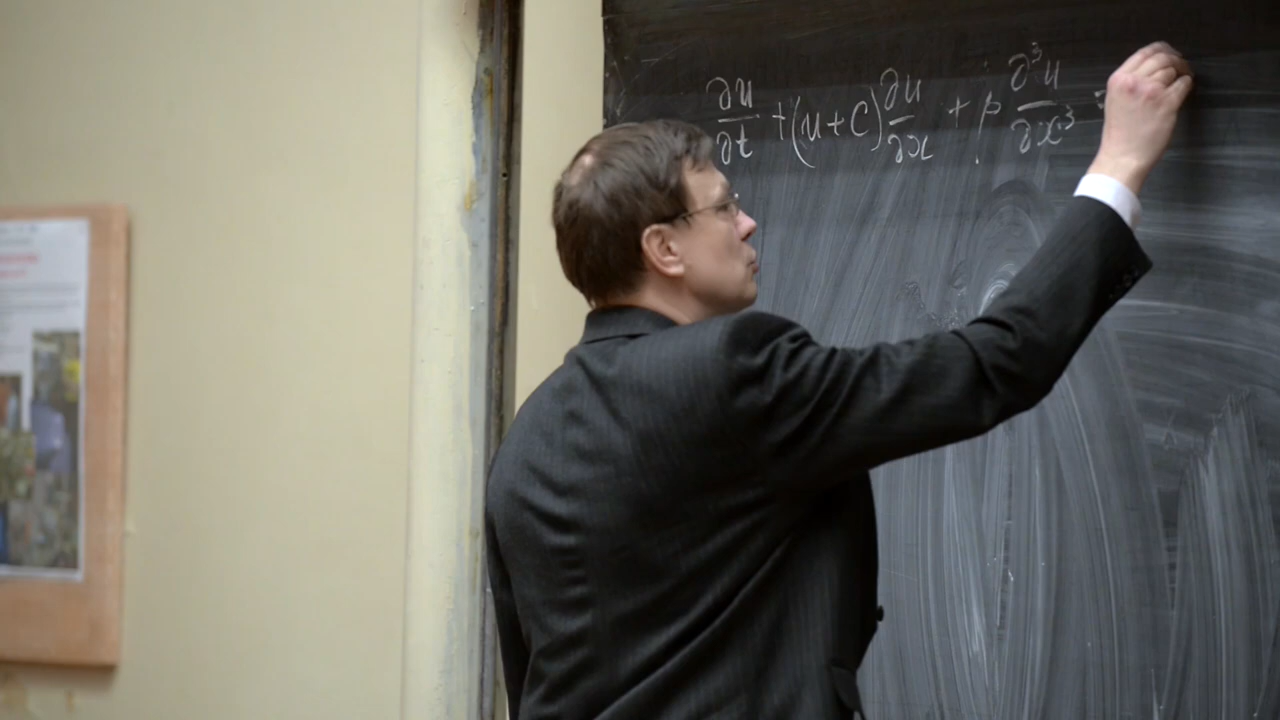 ∂u/∂t + (u + C) ∂u/∂x + β ∂³u/∂x³ =